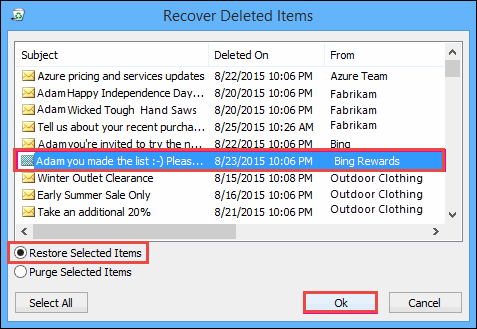 Recover Deleted Items
Subject Deleted On From
Azure pricing and services updates 8/22/2015 10:06 PM Azure Team
Adam Happy Independence Day... 8/20/2015 10:06 PM Fabrikam
Adam Wicked Tough Hand Saws 8/20/2015 10:06 PM Fabrikam
Tell us about your recent purcha... 8/25/2015 10:26 AM Fabrikam
Adam you're invited to try the n... 8/22/2015 10:06 PM Bing
Adam you made the list :-) Pleas... 8/23/2015 10:06 PM Bing Rewards
Winter Outlet Clearance 8/15/2015 10:08 PM Outdoor Clothing
Early Summer Sale Only 8/16/2015 10:06 PM Outdoor Clothing
Take an additional 20% 8/21/2015 10:06 PM Outdoor Clothing
Restore Selected Items
Purge Selected Items
Select All Ok Cancel